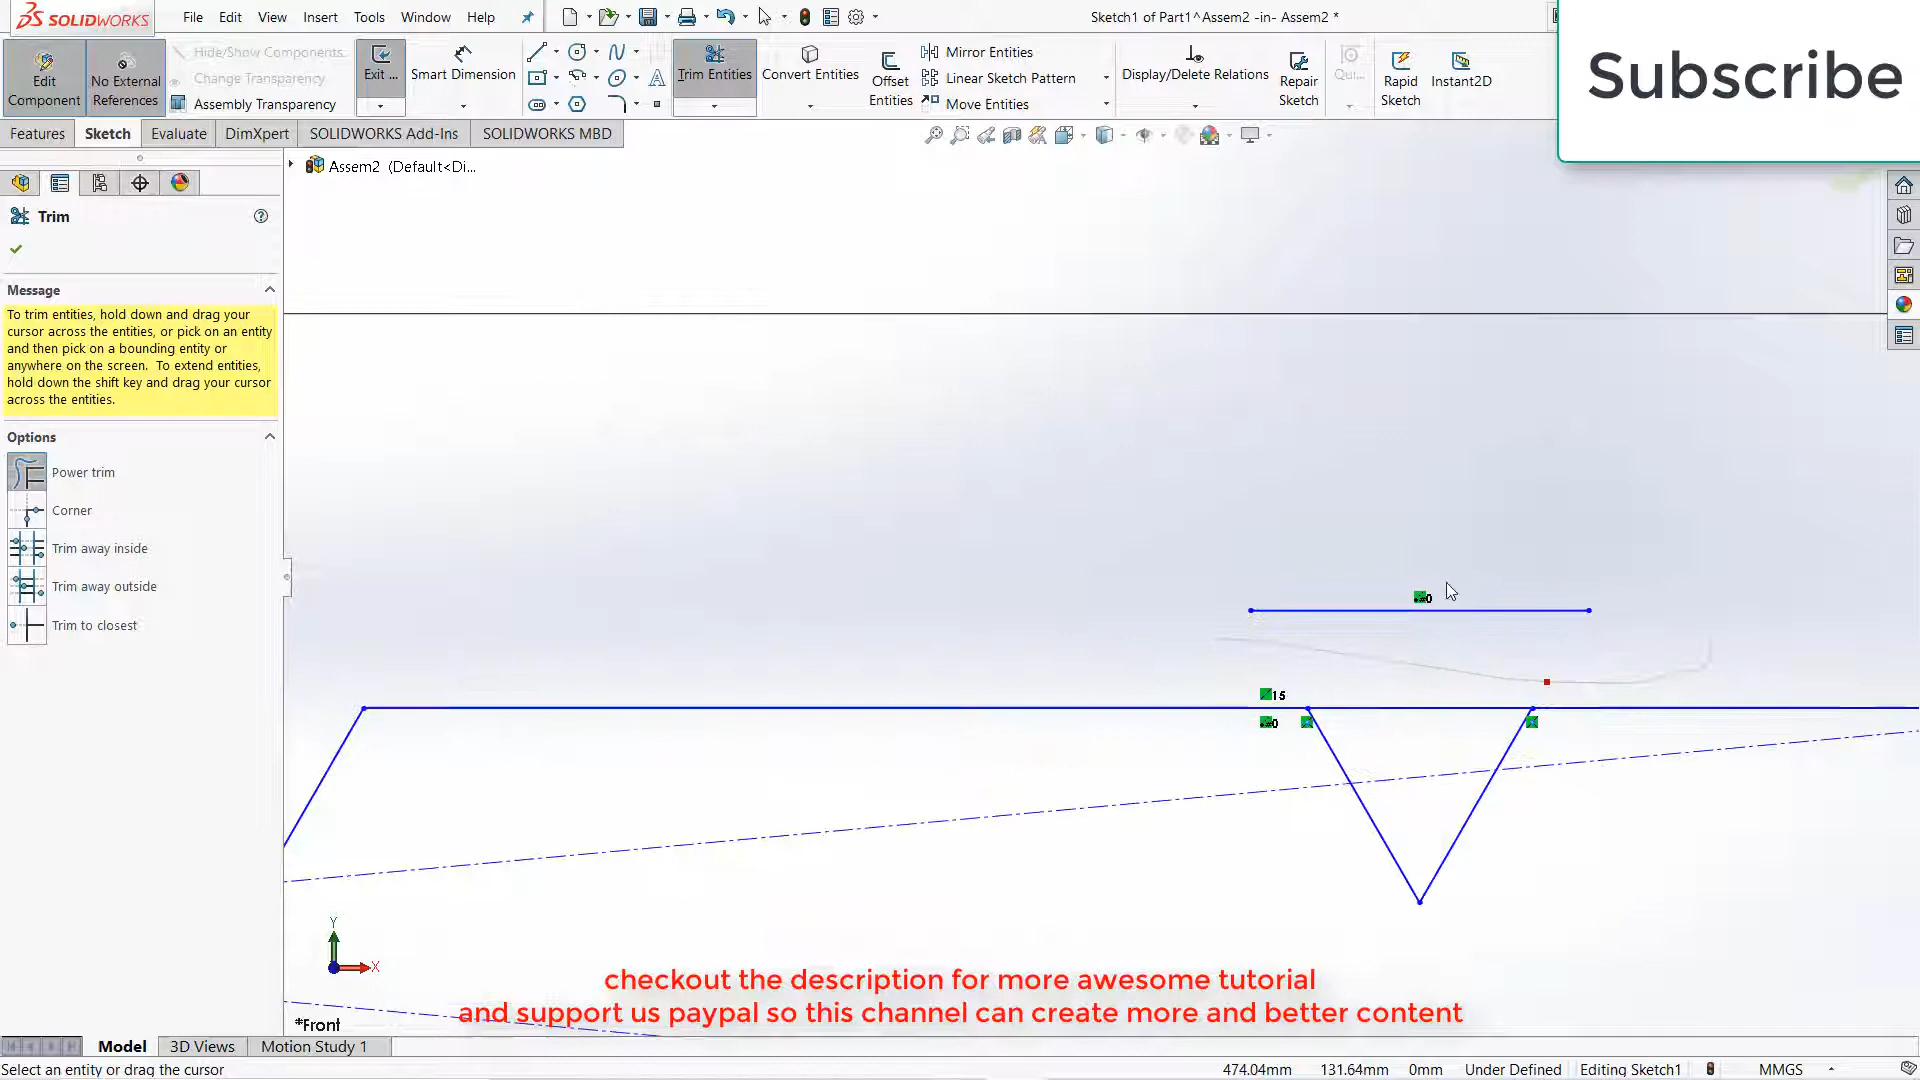 SOLIDWORKS File Edit View Insert Tools Window Help Sketch1 of Part1^Assem2 -in- Assem2 *
Subscribe
Edit Component
No External References
Hide/Show Components
Change Transparency
Assembly Transparency
Exit ...
Smart Dimension
Trim Entities
Convert Entities
Offset Entities
Mirror Entities
Linear Sketch Pattern
Move Entities
Display/Delete Relations
Repair Sketch
Qui...
Rapid Sketch
Instant2D
Features Sketch Evaluate DimXpert SOLIDWORKS Add-Ins SOLIDWORKS MBD
Assem2 (Default<Di...
Trim
Message
To trim entities, hold down and drag your
cursor across the entities, or pick on an entity
and then pick on a bounding entity or
anywhere on the screen. To extend entities,
hold down the shift key and drag your cursor
across the entities.
Options
Power trim
Corner
Trim away inside
Trim away outside
Trim to closest
0
15
0
Y
X
checkout the description for more awesome tutorial
and support us paypal so this channel can create more and better content
*Front
Model 3D Views Motion Study 1
Select an entity or drag the cursor 474.04mm 131.64mm 0mm Under Defined Editing Sketch1 MMGS